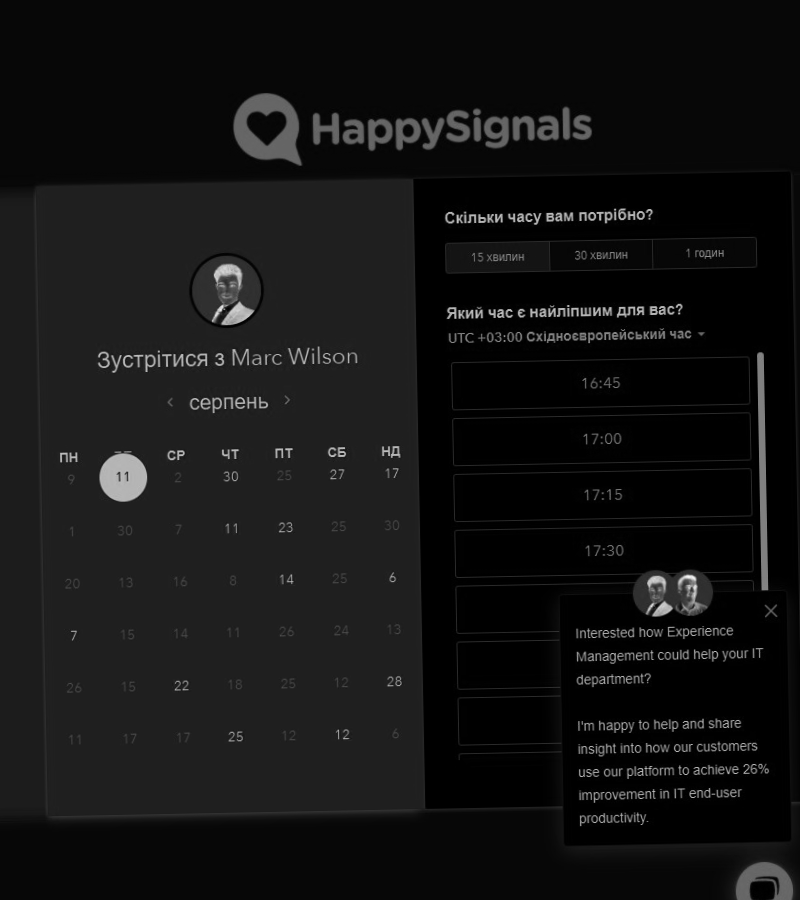 HappySignals
Зустрітися з Marc Wilson
серпень
ПН СР ЧТ ПТ СБ НД
9 11 2 30 25 27 17
1 30 7 11 23 25 30
20 13 16 8 14 25 6
7 15 14 11 26 24 13
26 15 22 18 25 12 28
11 17 17 25 12 12 6
Скільки часу вам потрібно?
15 хвилин 30 хвилин 1 годин
Який час є найліпшим для вас?
UTC +03:00 Східноєвропейський час
16:45
17:00
17:15
17:30
Interested how Experience
Management could help your IT
department?
I'm happy to help and share
insight into how our customers
use our platform to achieve 26%
improvement in IT end-user
productivity.